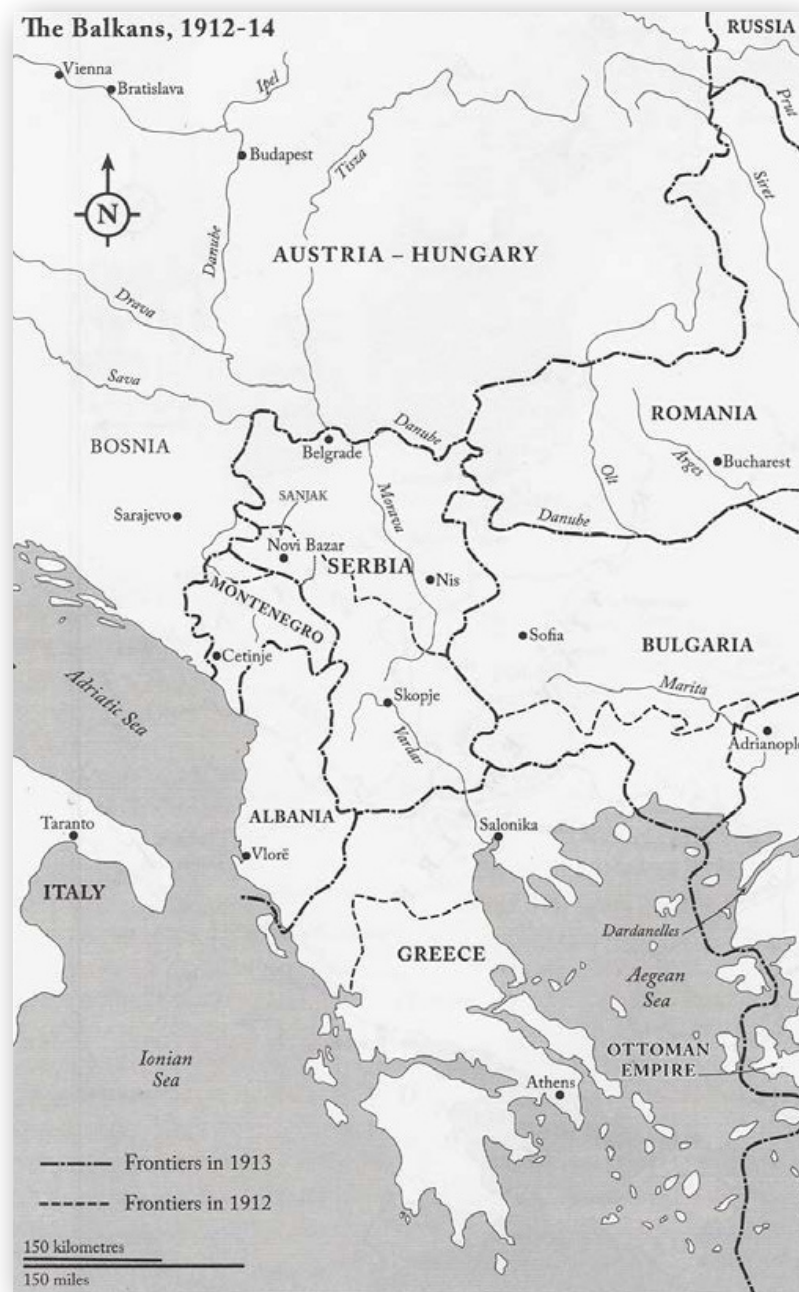 The Balkans, 1912-14
RUSSIA
Vienna
Bratislava
Ipel
Prut
Budapest
Tisza
Siret
N
Danube
AUSTRIA – HUNGARY
Drava
Sava
Danube
ROMANIA
BOSNIA
Belgrade
Bucharest
Arges
Olt
Morava
SANJAK
Sarajevo
Danube
Novi Bazar
SERBIA
Nis
MONTENEGRO
Sofia
BULGARIA
Cetinje
Marita
Adriatic Sea
Skopje
Vardar
Adrianople
ALBANIA
Taranto
Salonika
Vlorë
ITALY
Dardanelles
GREECE
Aegean
Sea
Ionian
Sea
OTTOMAN
EMPIRE
Athens
Frontiers in 1913
Frontiers in 1912
150 kilometres
150 miles